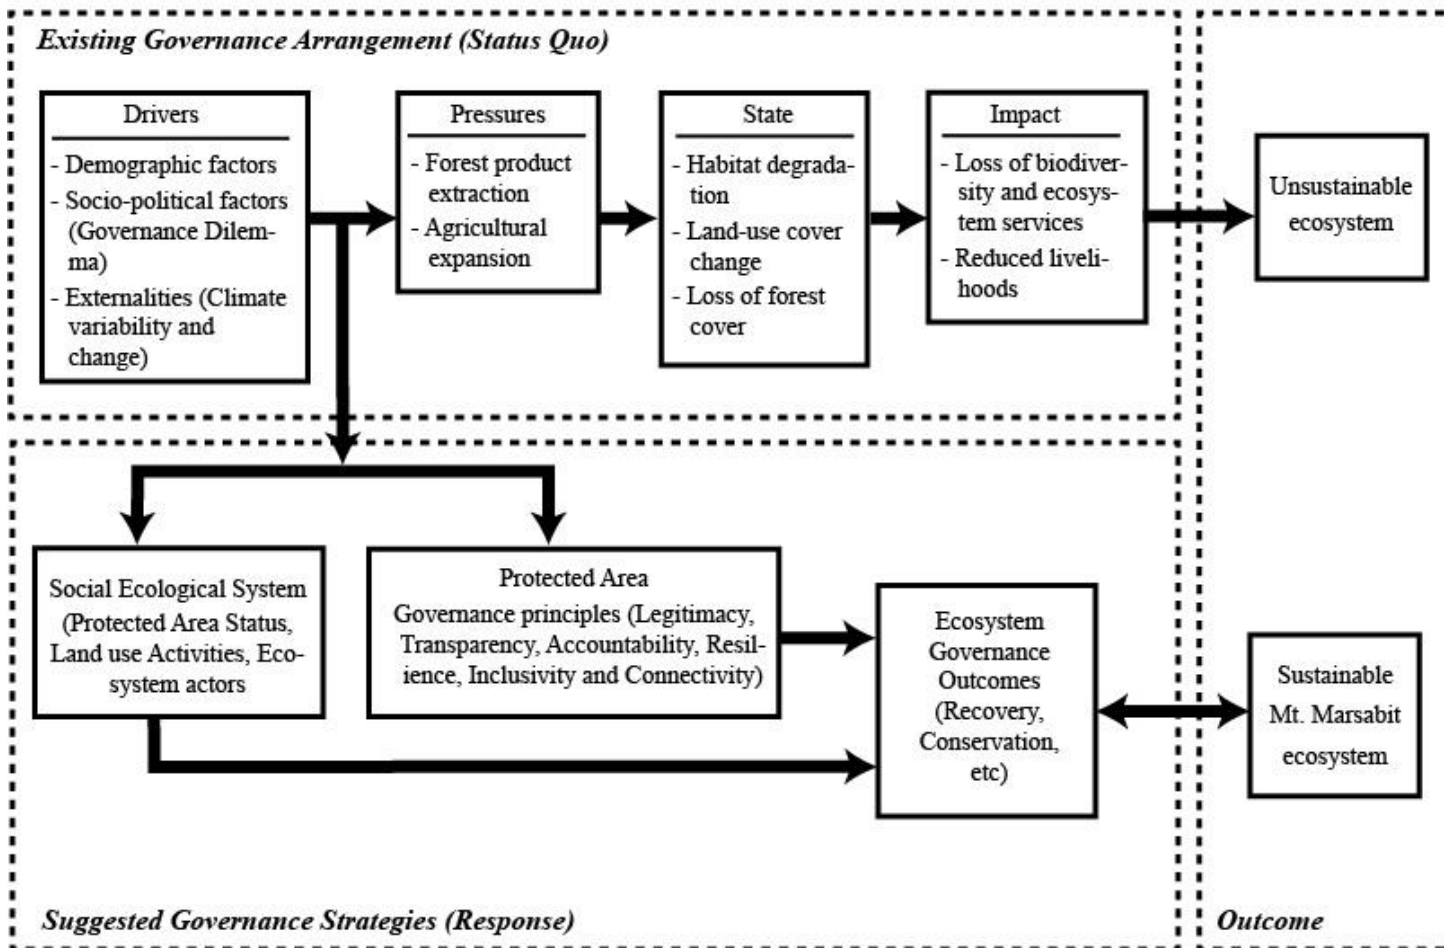 Existing Governance Arrangement (Status Quo)
Drivers
- Demographic factors
- Socio-political factors
(Governance Dilem-
ma)
- Externalities (Climate
variability and
change)
Pressures
- Forest product
extraction
- Agricultural
expansion
State
- Habitat degrada-
tion
- Land-use cover
change
- Loss of forest
cover
Impact
- Loss of biodiver-
sity and ecosys-
tem services
- Reduced liveli-
hoods
Unsustainable
ecosystem
Social Ecological System
(Protected Area Status,
Land use Activities, Eco-
system actors
Protected Area
Governance principles (Legitimacy,
Transparency, Accountability, Resil-
ience, Inclusivity and Connectivity)
Ecosystem
Governance
Outcomes
(Recovery,
Conservation,
etc)
Sustainable
Mt. Marsabit
ecosystem
Suggested Governance Strategies (Response)
Outcome